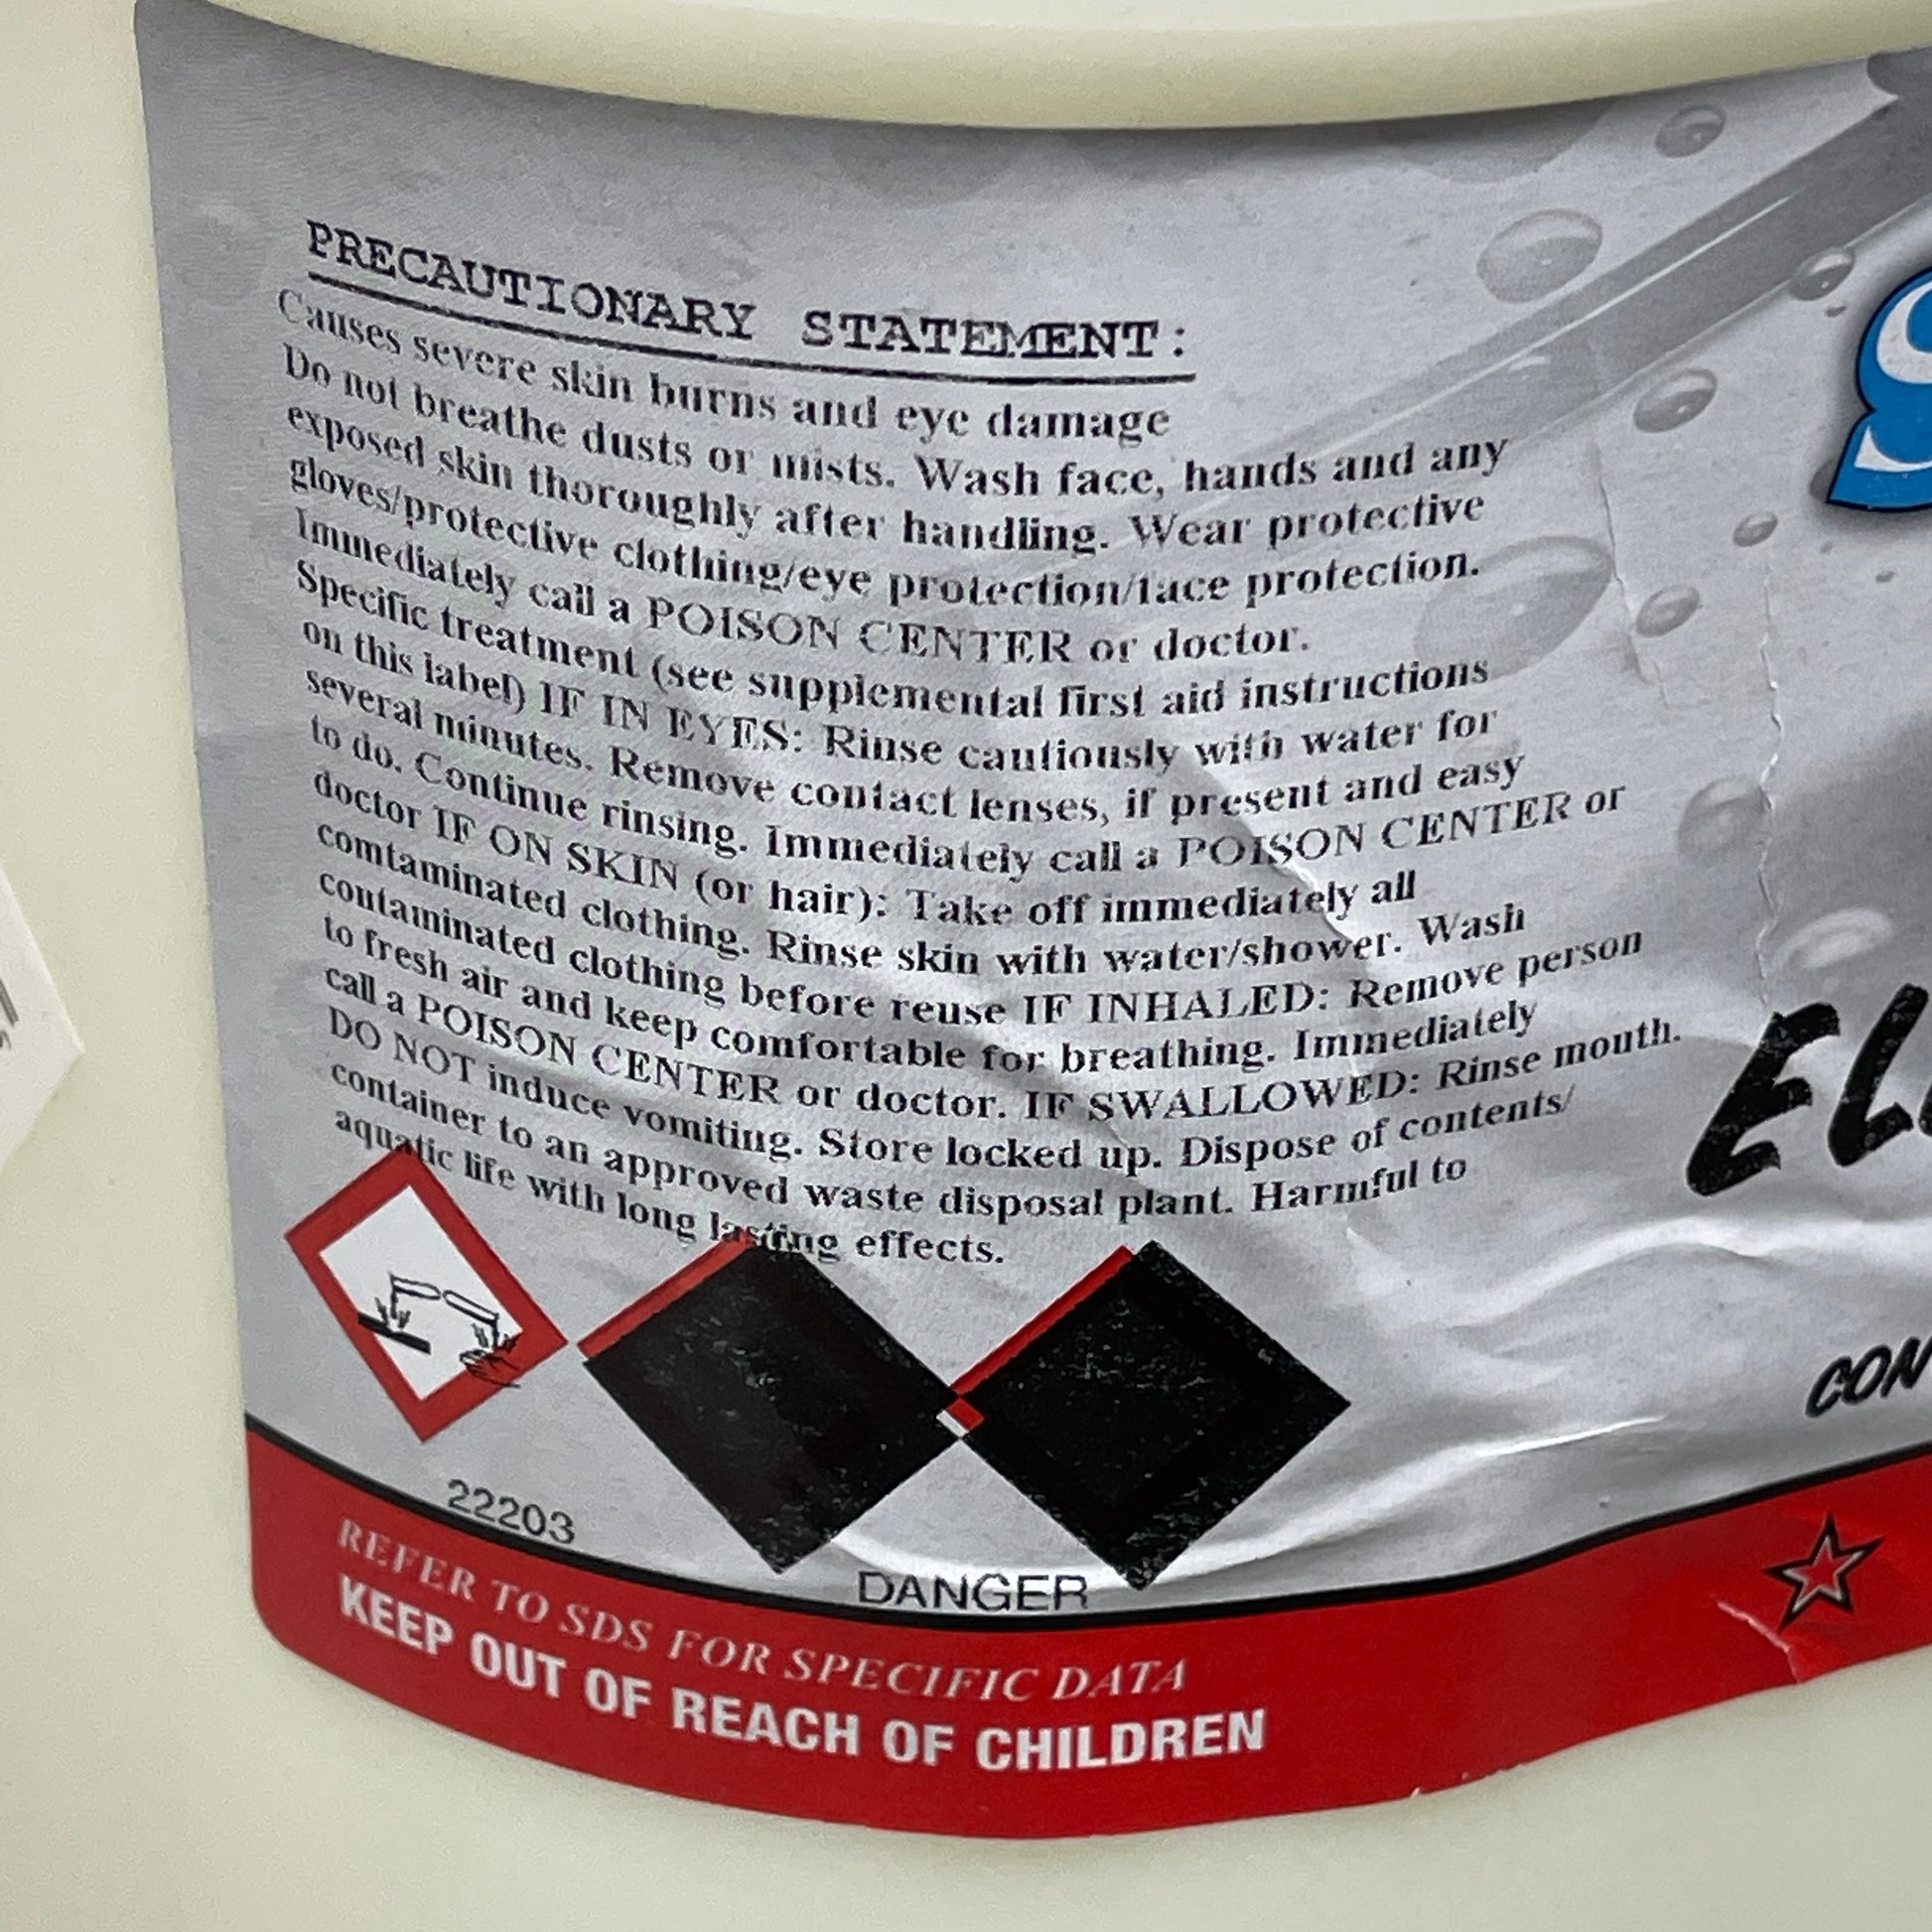 PRECAUTIONARY STATEMENT:
Causes severe skin burns and eye damage
Do not breathe dusts or mists. Wash face, hands and any
exposed skin thoroughly after handling. Wear protective
gloves/protective clothing/eye protection/face protection.
Immediately call a POISON CENTER or doctor.
Specific treatment (see supplemental first aid instructions
on this label) IF IN EYES: Rinse cautiously with water for
several minutes. Remove contact lenses, if present and easy
to do. Continue rinsing. Immediately call a POISON CENTER or
doctor IF ON SKIN (or hair): Take off immediately all
comtaminated clothing. Rinse skin with water/shower. Wash
contaminated clothing before reuse IF INHALED: Remove person
to fresh air and keep comfortable for breathing. Immediately
call a POISON CENTER or doctor. IF SWALLOWED: Rinse mouth.
DO NOT induce vomiting. Store locked up. Dispose of contents/
container to an approved waste disposal plant. Harmful to
aquatic life with long lasting effects.
22203
DANGER
REFER TO SDS FOR SPECIFIC DATA
KEEP OUT OF REACH OF CHILDREN